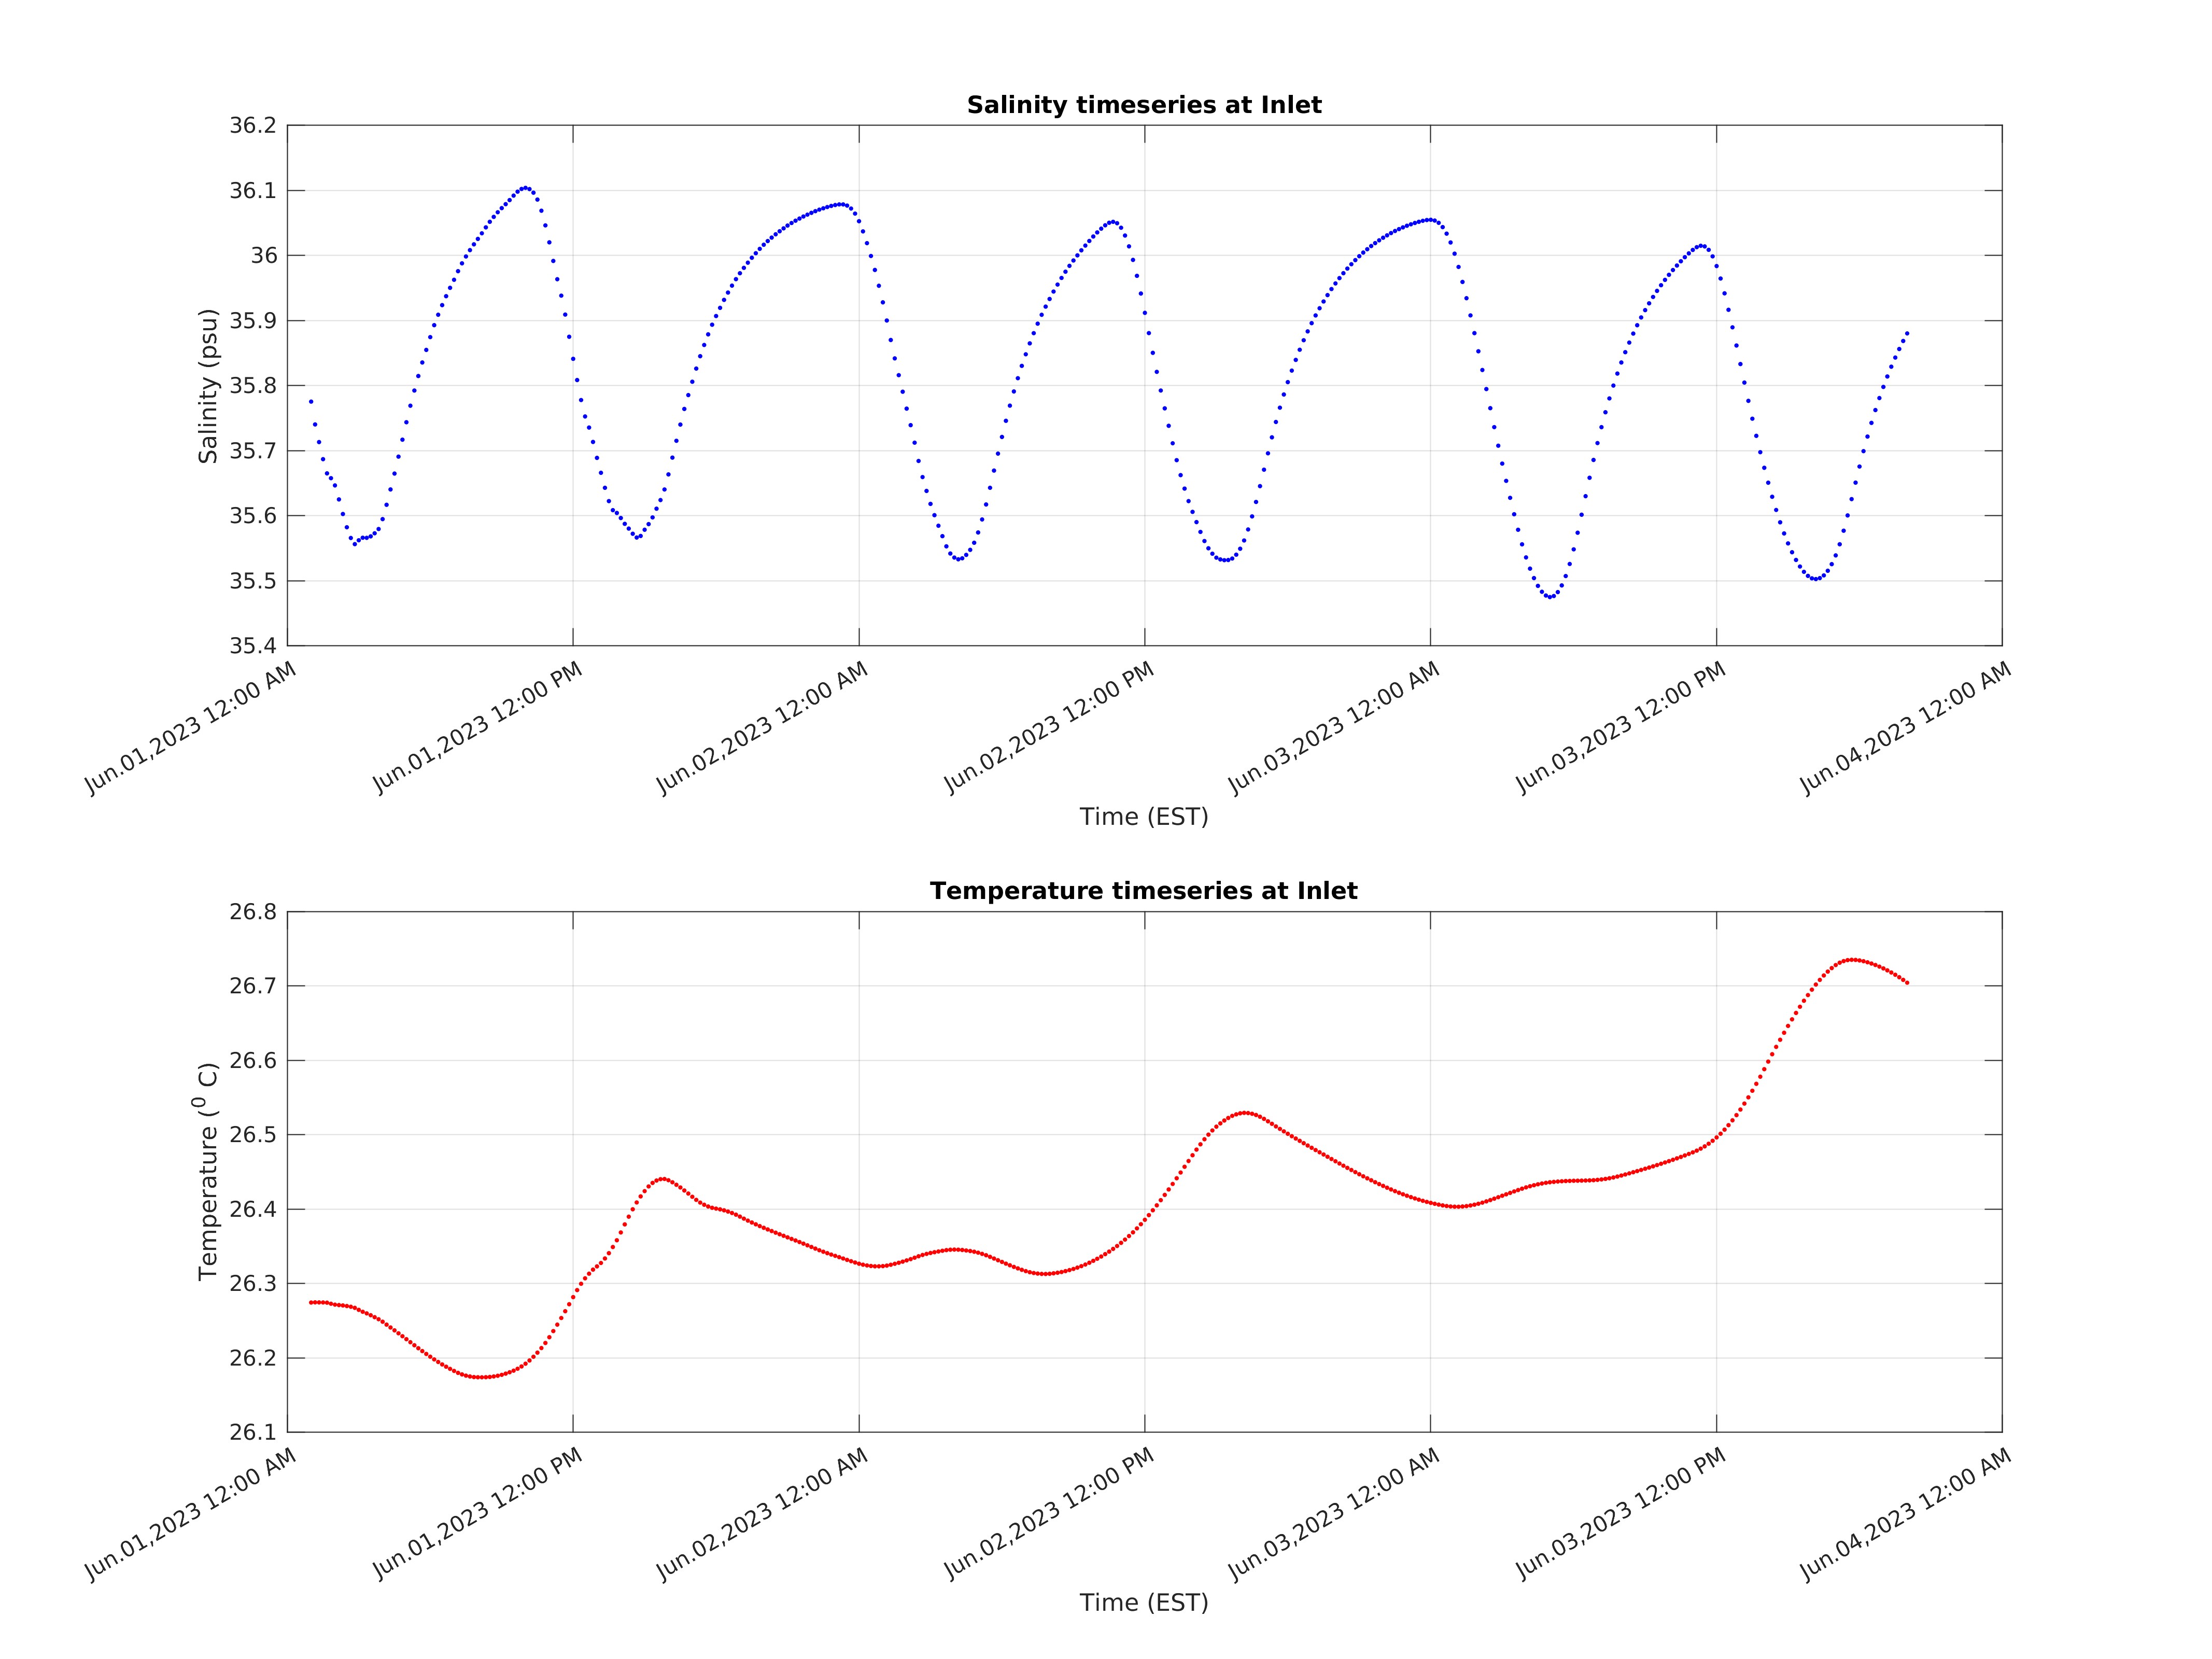 Salinity timeseries at Inlet
36.2
36.1
36
35.9
35.8
35.7
35.6
35.5
35.4
Salinity (psu)
Jun.01,2023 12:00 AM
Jun.01,2023 12:00 PM
Jun.02,2023 12:00 AM
Jun.02,2023 12:00 PM
Jun.03,2023 12:00 AM
Jun.03,2023 12:00 PM
Jun.04,2023 12:00 AM
Time (EST)
Temperature timeseries at Inlet
26.8
26.7
26.6
26.5
26.4
26.3
26.2
26.1
Temperature (⁰ C)
Jun.01,2023 12:00 AM
Jun.01,2023 12:00 PM
Jun.02,2023 12:00 AM
Jun.02,2023 12:00 PM
Jun.03,2023 12:00 AM
Jun.03,2023 12:00 PM
Jun.04,2023 12:00 AM
Time (EST)